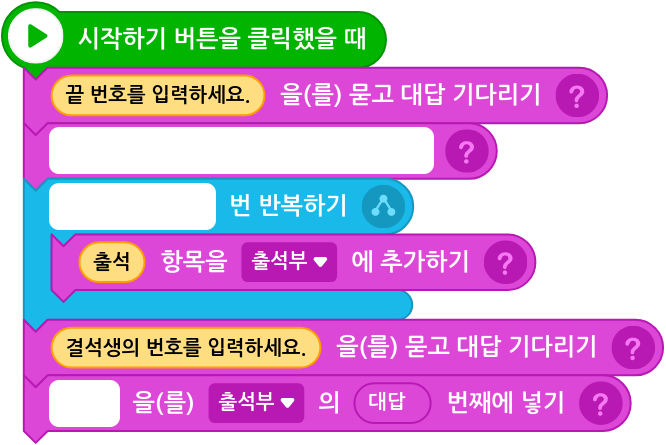 시작하기 버튼을 클릭했을 때
끝 번호를 입력하세요. 을(를) 묻고 대답 기다리기 ?
?
번 반복하기
출석 항목을 출석부 에 추가하기 ?
결석생의 번호를 입력하세요. 을(를) 묻고 대답 기다리기 ?
을(를) 출석부 의 대답 번째에 넣기 ?